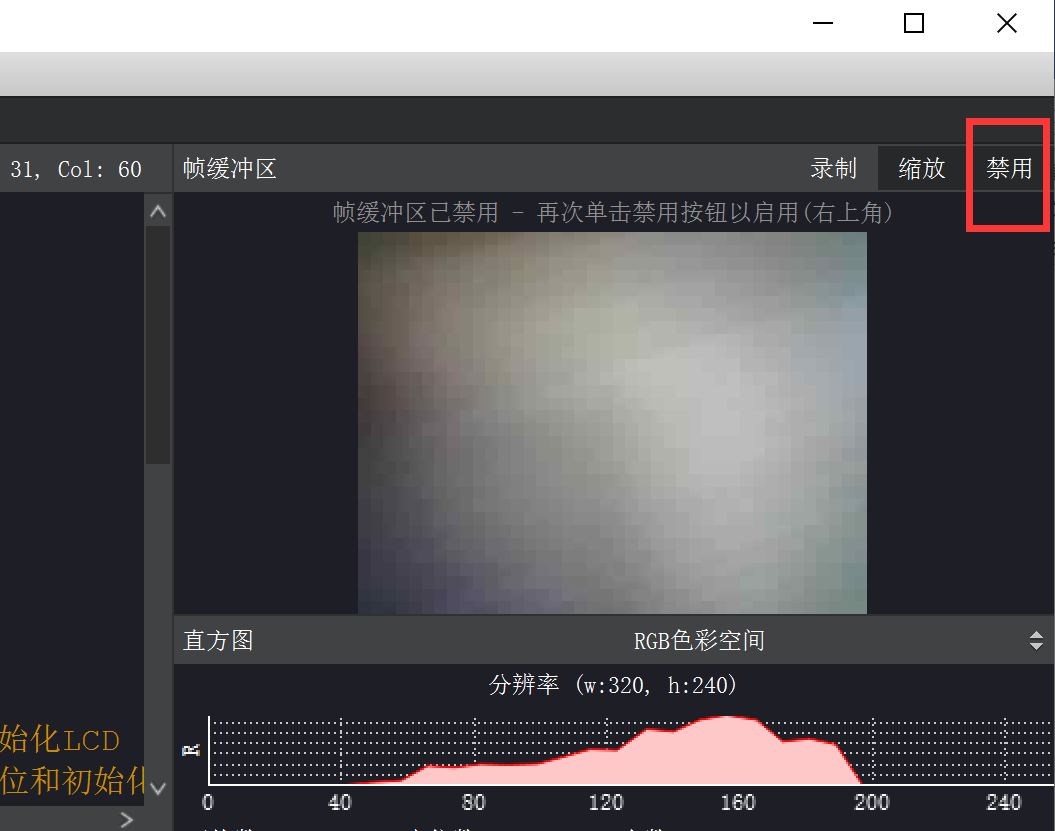 31, Col: 60
帧缓冲区 录制 缩放 禁用
帧缓冲区已禁用 - 再次单击禁用按钮以启用(右上角)
直方图 RGB色彩空间
分辨率 (w:320, h:240)
R
0 40 80 120 160 200 240
始化LCD
位和初始化